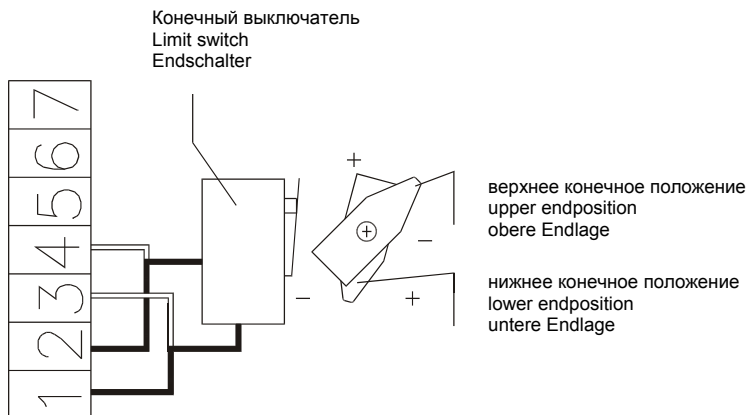 Конечный выключатель
Limit switch
Endschalter
7
6
5
4
3
2
1
+
-
+
-
+
верхнее конечное положение
upper endposition
obere Endlage
нижнее конечное положение
lower endposition
untere Endlage